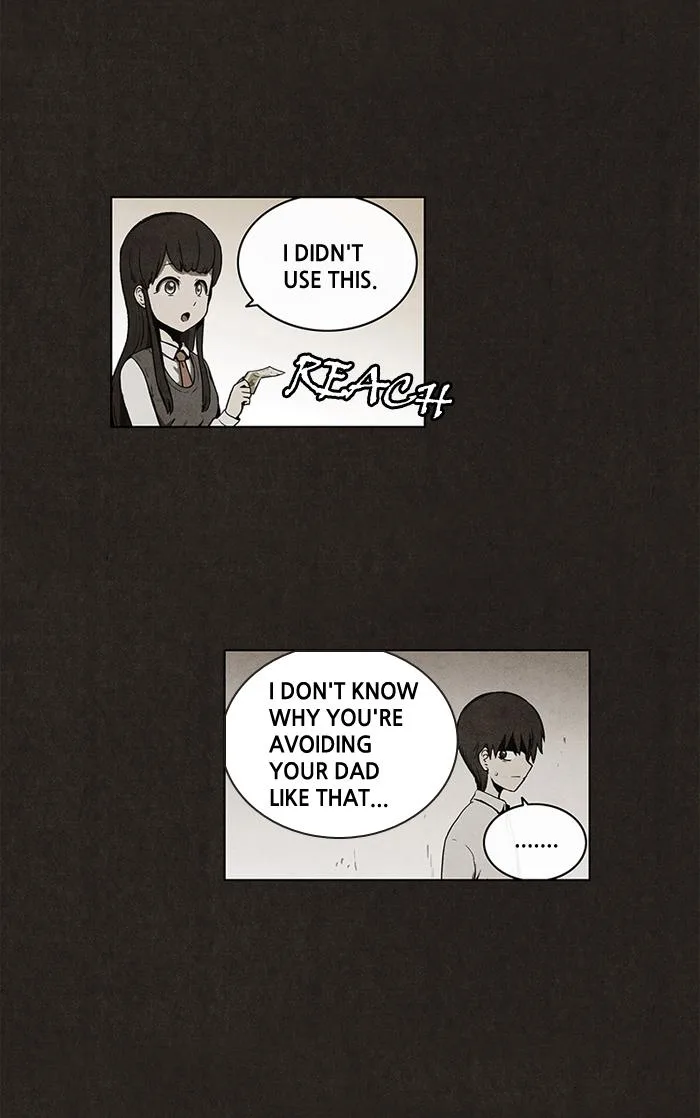 I DIDN'T
USE THIS.
REACH
I DON'T KNOW
WHY YOU'RE
AVOIDING
YOUR DAD
LIKE THAT...
.......